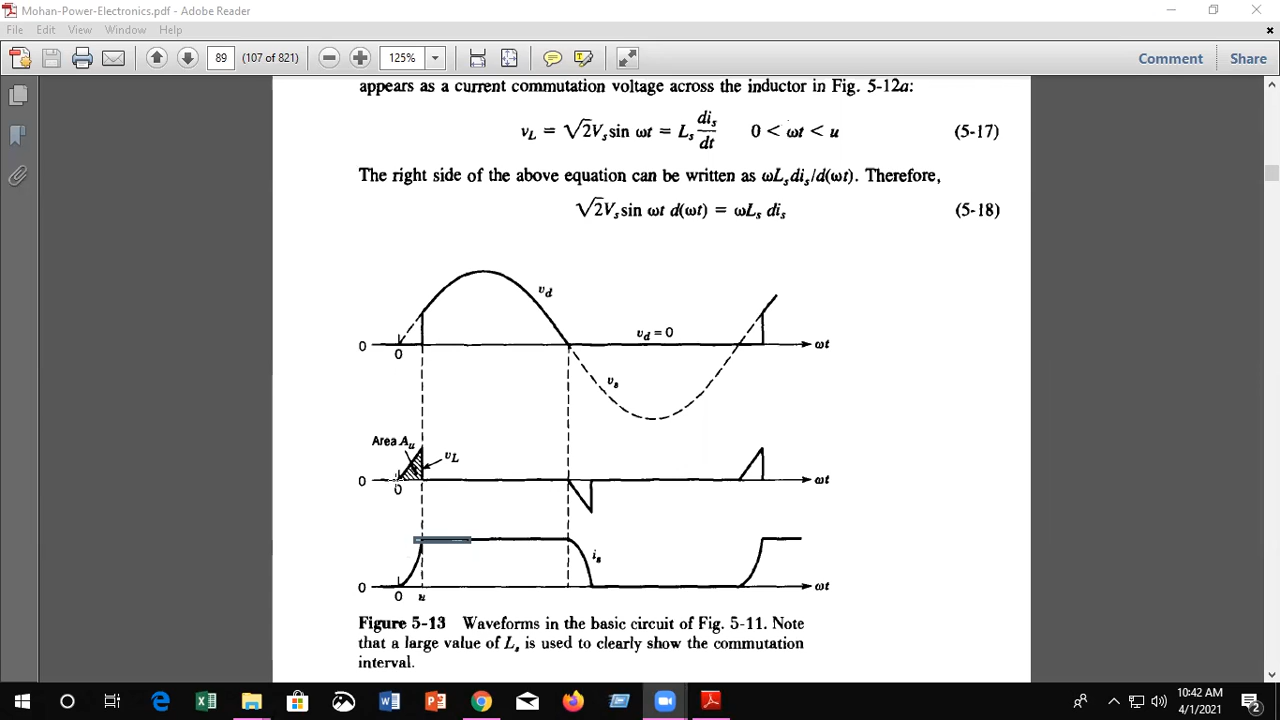 Mohan-Power-Electronics.pdf - Adobe Reader
File Edit View Window Help
89 (107 of 821) 125% Comment Share
appears as a current commutation voltage across the inductor in Fig. 5-12a:
v_L = √2V_s sin ωt = L_s di_s/dt 0 < ωt < u (5-17)
The right side of the above equation can be written as ωL_s di_s/d(ωt). Therefore,
√2V_s sin ωt d(ωt) = ωL_s di_s (5-18)
v_d
v_d = 0
0 ωt
0
v_s
Area A_u
v_L
0 ωt
0
i_s
0 ωt
0 u
Figure 5-13 Waveforms in the basic circuit of Fig. 5-11. Note
that a large value of L_s is used to clearly show the commutation
interval.
10:42 AM
4/1/2021
2